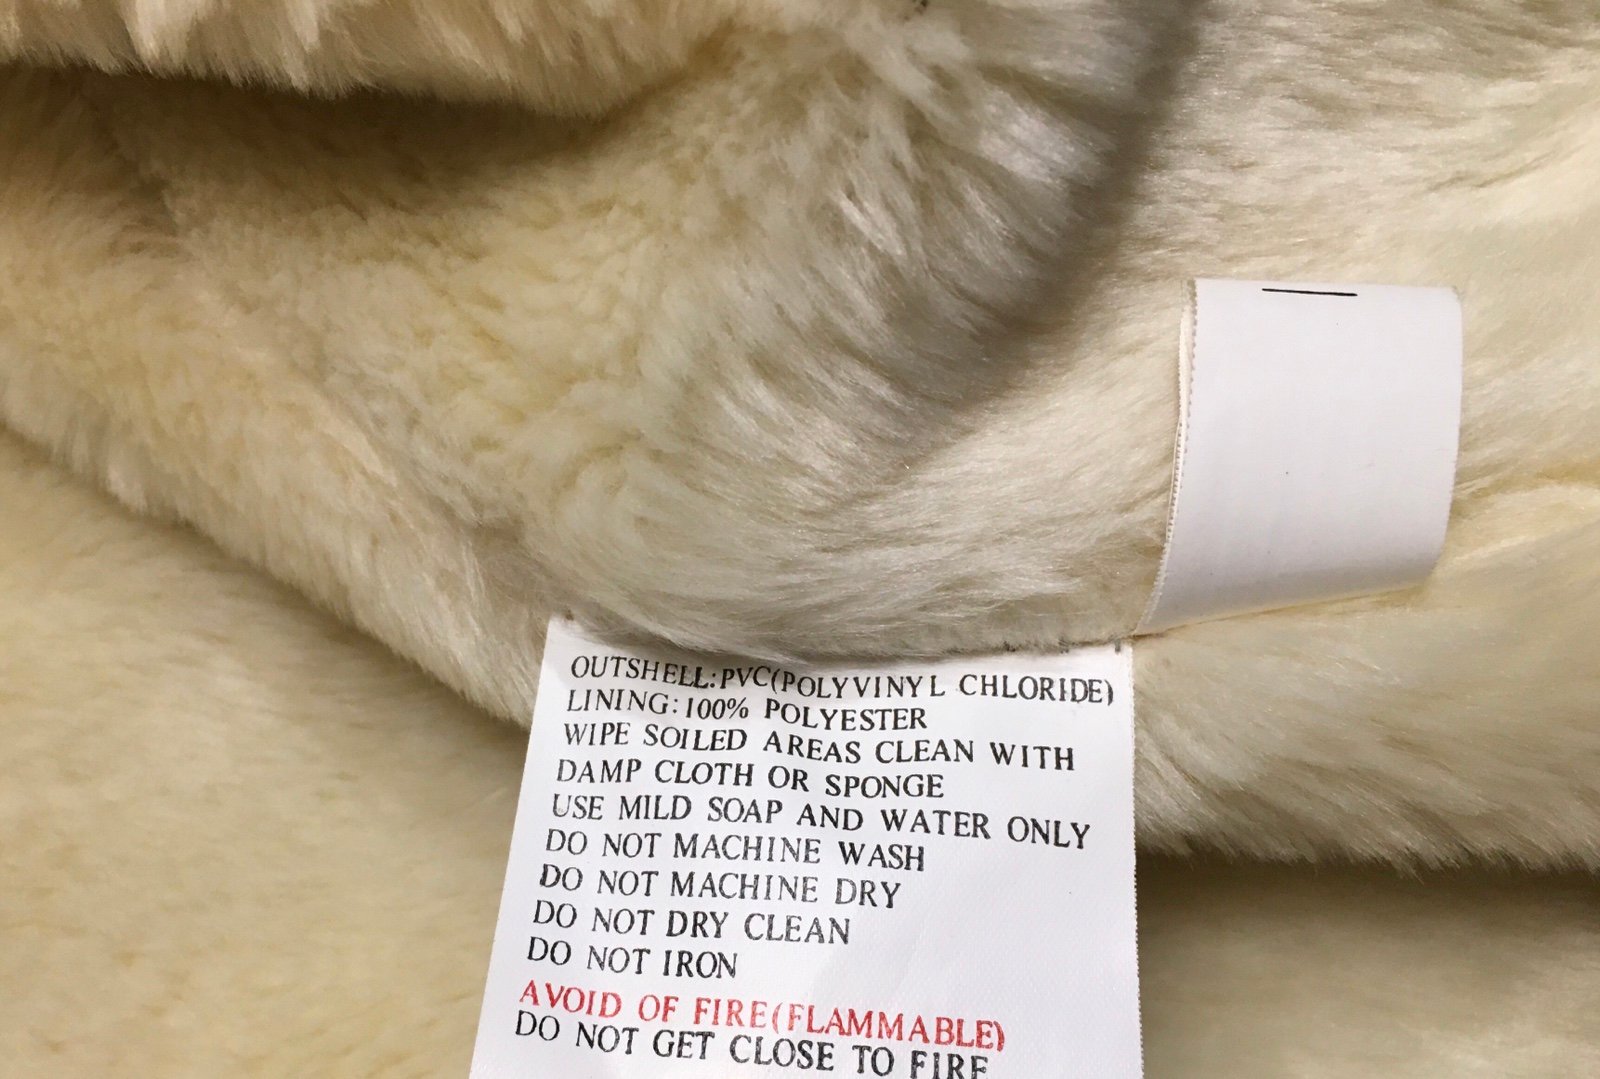 OUTSHELL:PVC(POLYVINYL CHLORIDE)
LINING:100% POLYESTER
WIPE SOILED AREAS CLEAN WITH
DAMP CLOTH OR SPONGE
USE MILD SOAP AND WATER ONLY
DO NOT MACHINE WASH
DO NOT MACHINE DRY
DO NOT DRY CLEAN
DO NOT IRON
AVOID OF FIRE(FLAMMABLE)
DO NOT GET CLOSE TO FIRE